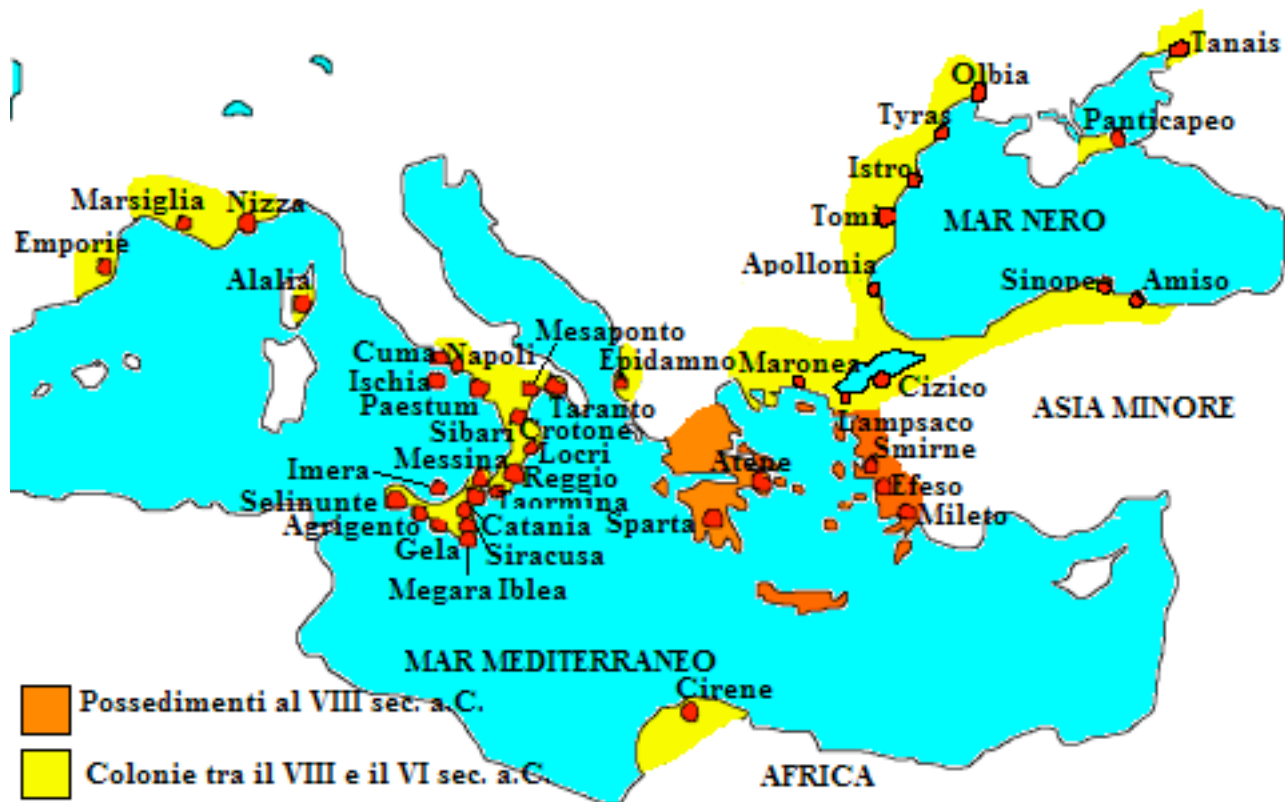 Tanais
Olbia
Tyras
Panticapeo
Istro
Marsiglia
Nizza
Tomi
MAR NERO
Emporie
Apollonia
Alalia
Sinopea
Amiso
Mesaponto
Cuma
Napoli
Epidamno
Maronea
Ischia
Cizico
Paestum
Taranto
ASIA MINORE
Sibari
Crotone
Lampsaco
Locri
Smirne
Imera
Messina
Reggio
Atene
Selinunte
Taormina
Efeso
Agrigento
Catania
Sparta
Mileto
Gela
Siracusa
Megara Iblea
MAR MEDITERRANEO
Cirene
Possedimenti al VIII sec. a.C.
Colonie tra il VIII e il VI sec. a.C.
AFRICA